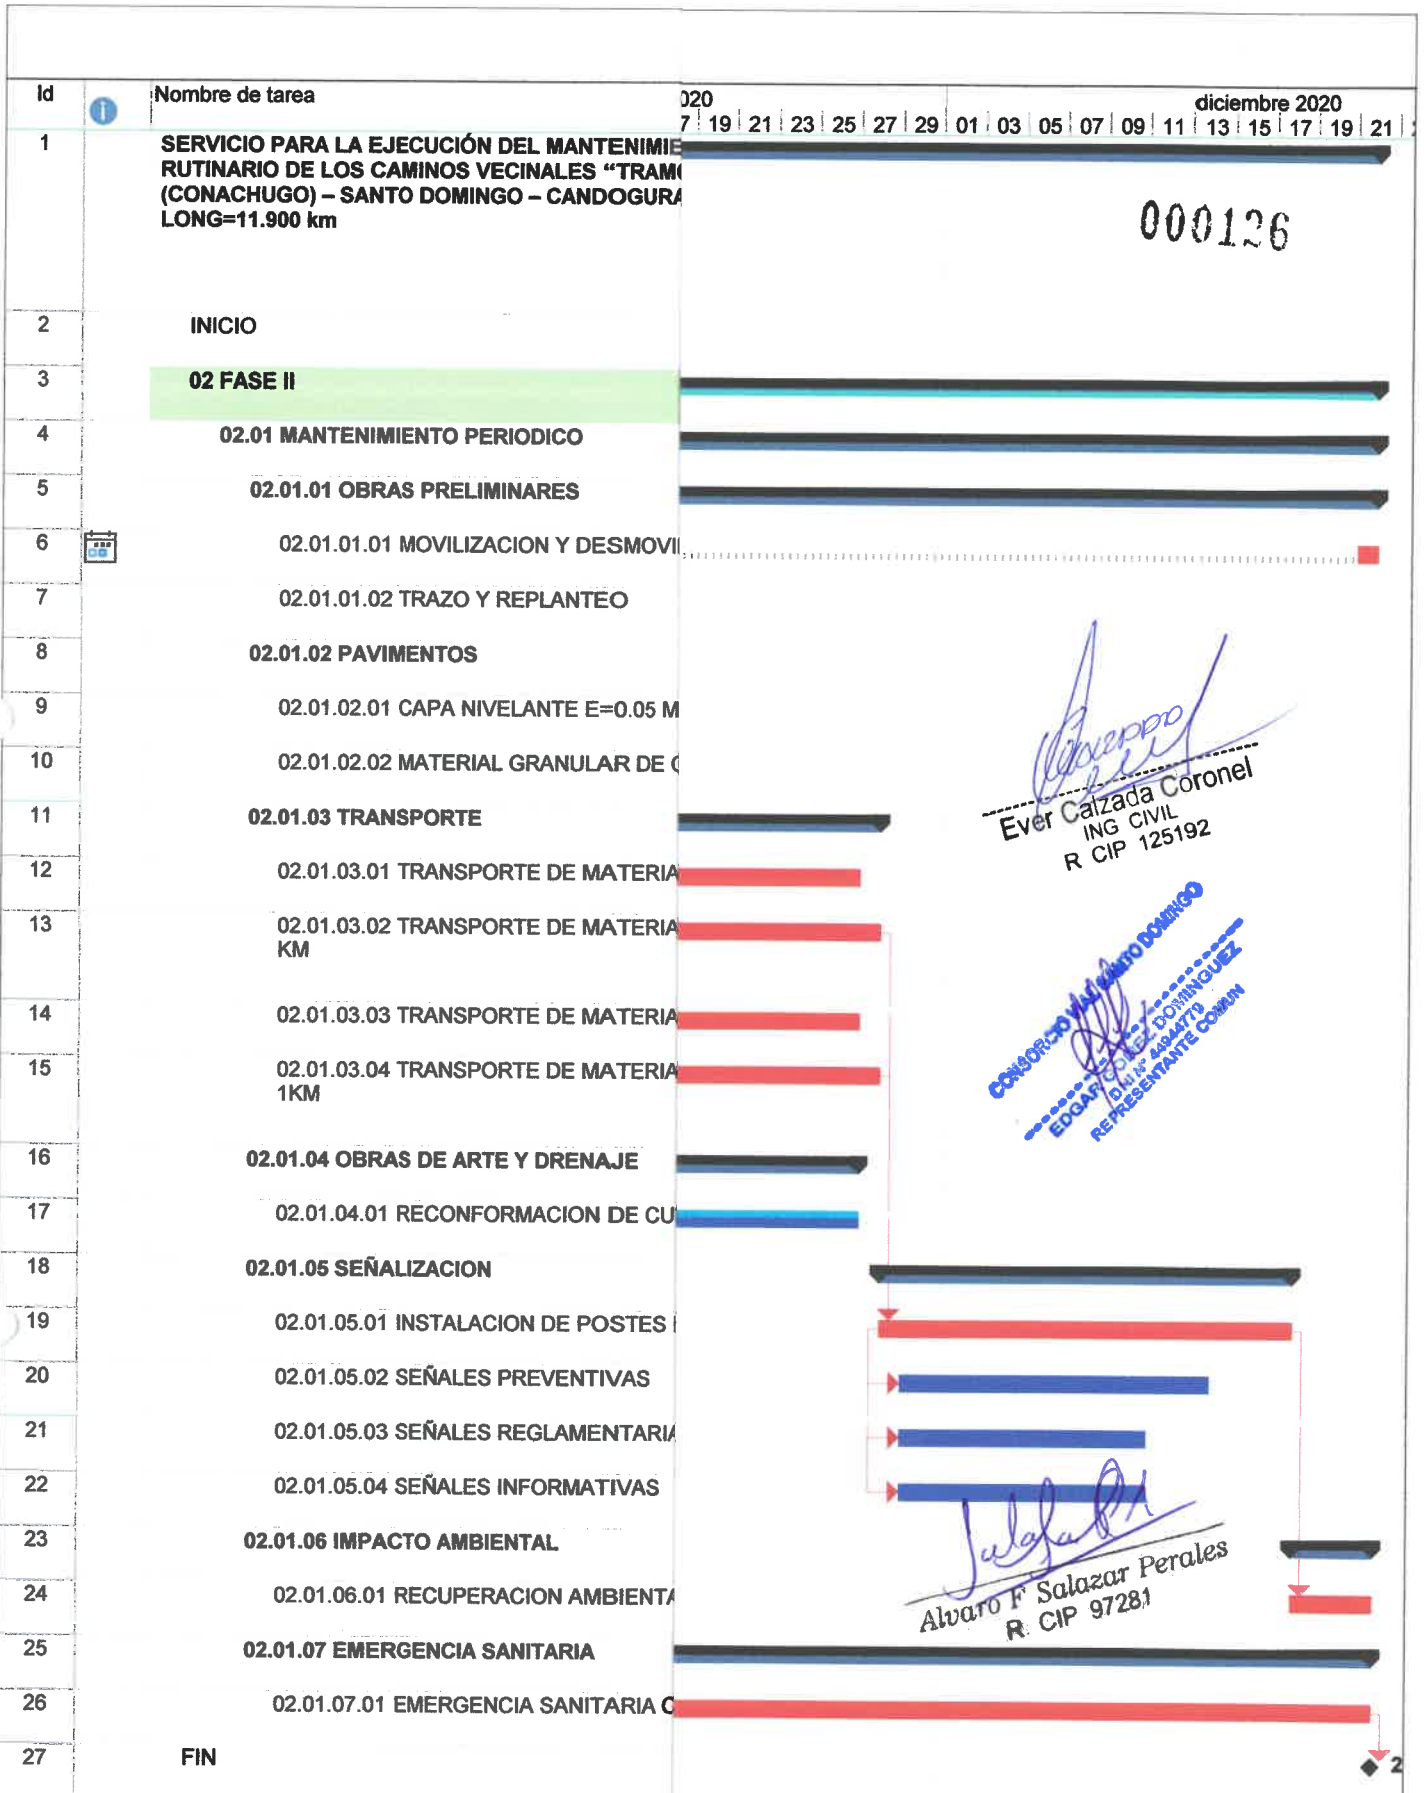 Id
Nombre de tarea
020
diciembre 2020
7 19 21 23 25 27 29 01 03 05 07 09 11 13 15 17 19 21
1
SERVICIO PARA LA EJECUCIÓN DEL MANTENIMIE
RUTINARIO DE LOS CAMINOS VECINALES “TRAM
(CONACHUGO) – SANTO DOMINGO – CANDOGURA
LONG=11.900 km
000126
2 INICIO
3 02 FASE II
4 02.01 MANTENIMIENTO PERIODICO
5 02.01.01 OBRAS PRELIMINARES
6 02.01.01.01 MOVILIZACION Y DESMOVI
7 02.01.01.02 TRAZO Y REPLANTEO
8 02.01.02 PAVIMENTOS
9 02.01.02.01 CAPA NIVELANTE E=0.05 M
10 02.01.02.02 MATERIAL GRANULAR DE
Ever Calzada Coronel
ING CIVIL
R CIP 125192
11 02.01.03 TRANSPORTE
12 02.01.03.01 TRANSPORTE DE MATERIA
13 02.01.03.02 TRANSPORTE DE MATERIA
KM
CONSORCIO VIAL SANTO DOMINGO
EDGAR GOMEZ DOMINGUEZ
DNI N° 44944779
REPRESENTANTE COMUN
14 02.01.03.03 TRANSPORTE DE MATERIA
15 02.01.03.04 TRANSPORTE DE MATERIA
1KM
16 02.01.04 OBRAS DE ARTE Y DRENAJE
17 02.01.04.01 RECONFORMACION DE CU
18 02.01.05 SEÑALIZACION
19 02.01.05.01 INSTALACION DE POSTES
20 02.01.05.02 SEÑALES PREVENTIVAS
21 02.01.05.03 SEÑALES REGLAMENTARIA
22 02.01.05.04 SEÑALES INFORMATIVAS
23 02.01.06 IMPACTO AMBIENTAL
24 02.01.06.01 RECUPERACION AMBIENTA
Alvaro F Salazar Perales
R. CIP 97281
25 02.01.07 EMERGENCIA SANITARIA
26 02.01.07.01 EMERGENCIA SANITARIA C
27 FIN
2